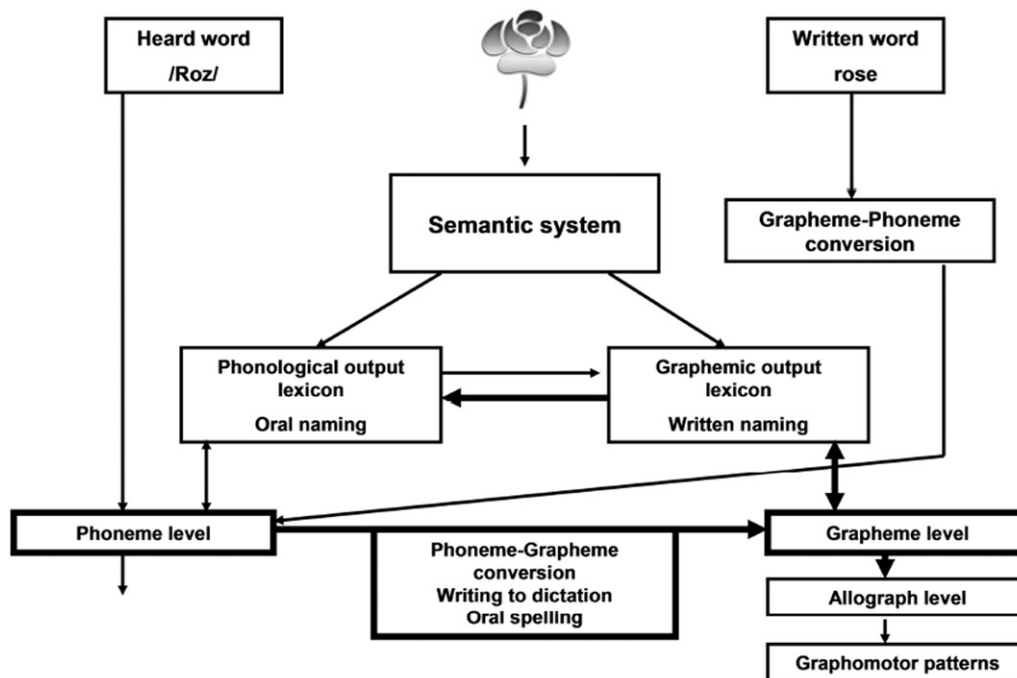 Heard word
/Roz/
Written word
rose
Semantic system
Grapheme-Phoneme
conversion
Phonological output
lexicon
Oral naming
Graphemic output
lexicon
Written naming
Phoneme level
Phoneme-Grapheme
conversion
Writing to dictation
Oral spelling
Grapheme level
Allograph level
Graphomotor patterns